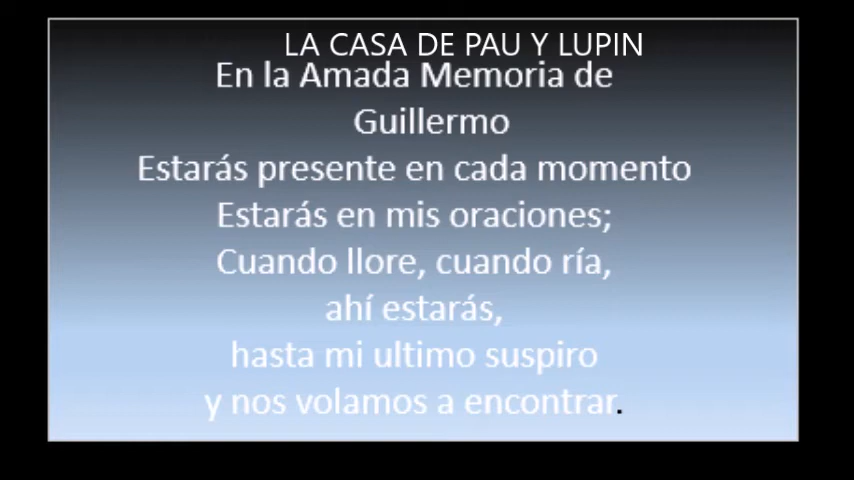 LA CASA DE PAU Y LUPIN
En la Amada Memoria de
Guillermo
Estarás presente en cada momento
Estarás en mis oraciones;
Cuando llore, cuando ría,
ahí estarás,
hasta mi ultimo suspiro
y nos volamos a encontrar.